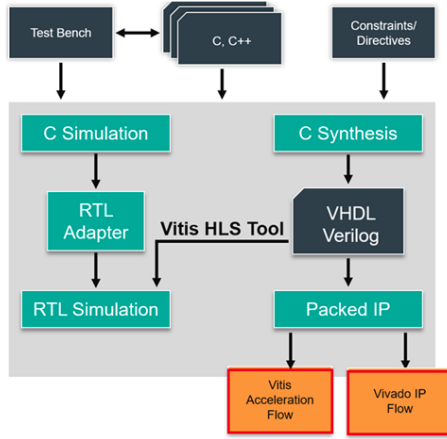 Test Bench
C, C++
Constraints/
Directives
C Simulation
C Synthesis
RTL
Adapter
Vitis HLS Tool
VHDL
Verilog
RTL Simulation
Packed IP
Vitis
Acceleration
Flow
Vivado IP
Flow